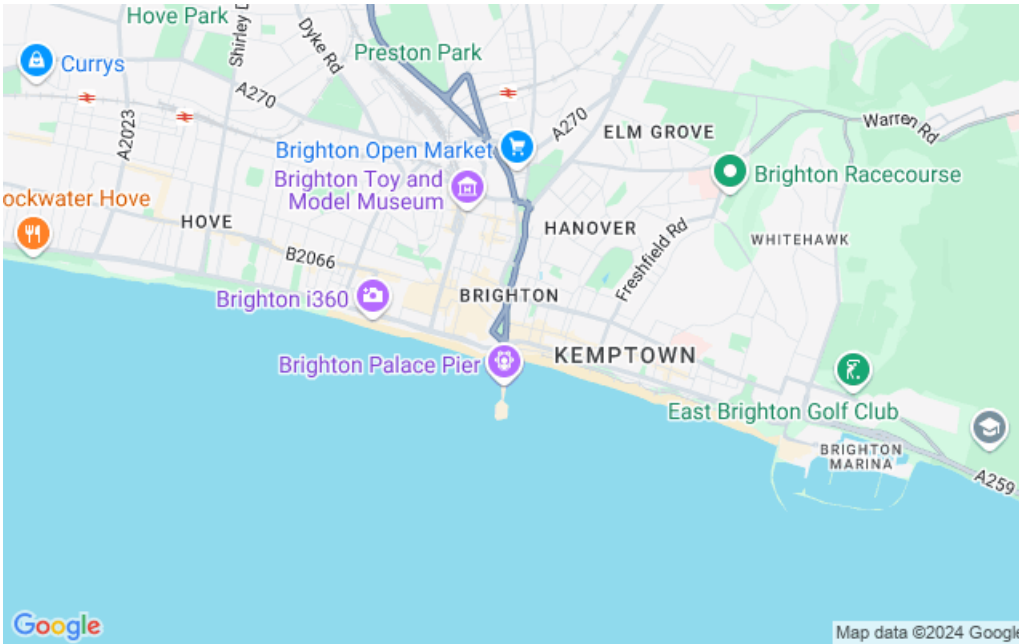 Hove Park
Shirley D
Dyke Rd
Preston Park
Currys
A270
A2023
A270
ELM GROVE
Warren Rd
Brighton Open Market
Brighton Toy and
Model Museum
Brighton Racecourse
ockwater Hove
HOVE
HANOVER
WHITEHAWK
B2066
Freshfield Rd
Brighton i360
BRIGHTON
Brighton Palace Pier
KEMPTOWN
East Brighton Golf Club
BRIGHTON
MARINA
A259
Google
Map data ©2024 Google